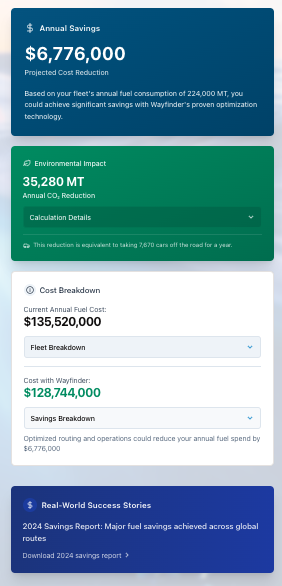 Annual Savings
$6,776,000
Projected Cost Reduction
Based on your fleet's annual fuel consumption of 224,000 MT, you
could achieve significant savings with Wayfinder's proven optimization
technology.
Environmental Impact
35,280 MT
Annual CO₂ Reduction
Calculation Details
This reduction is equivalent to taking 7,670 cars off the road for a year.
Cost Breakdown
Current Annual Fuel Cost:
$135,520,000
Fleet Breakdown
Cost with Wayfinder:
$128,744,000
Savings Breakdown
Optimized routing and operations could reduce your annual fuel spend by
$6,776,000
Real-World Success Stories
2024 Savings Report: Major fuel savings achieved across global
routes
Download 2024 savings report